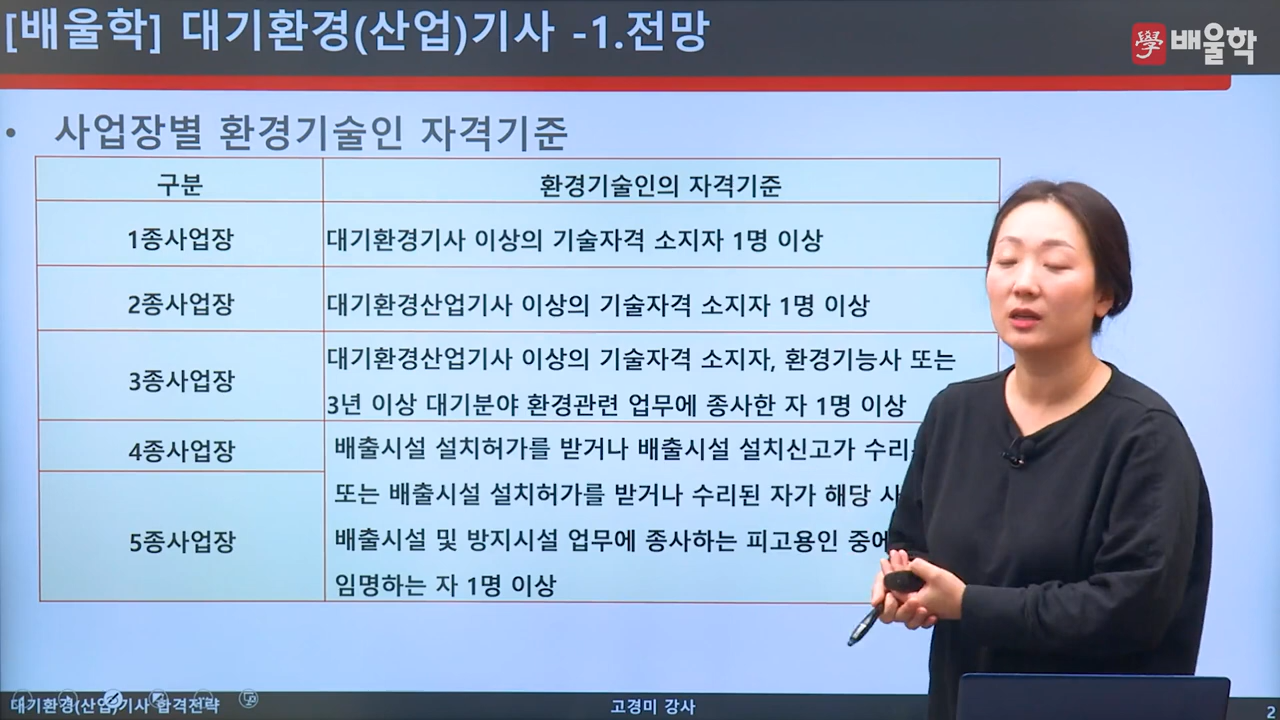 [배울학] 대기환경(산업)기사 -1.전망
學 배울학
• 사업장별 환경기술인 자격기준
구분 환경기술인의 자격기준
1종사업장 대기환경기사 이상의 기술자격 소지자 1명 이상
2종사업장 대기환경산업기사 이상의 기술자격 소지자 1명 이상
3종사업장
대기환경산업기사 이상의 기술자격 소지자, 환경기능사 또는
3년 이상 대기분야 환경관련 업무에 종사한 자 1명 이상
4종사업장
5종사업장
배출시설 설치허가를 받거나 배출시설 설치신고가
또는 배출시설 설치허가를 받거나 수리된 자가 해당
배출시설 및 방지시설 업무에 종사하는 피고용인
임명하는 자 1명 이상
대기환경(산업)기사 합격전략
고경미 강사
2